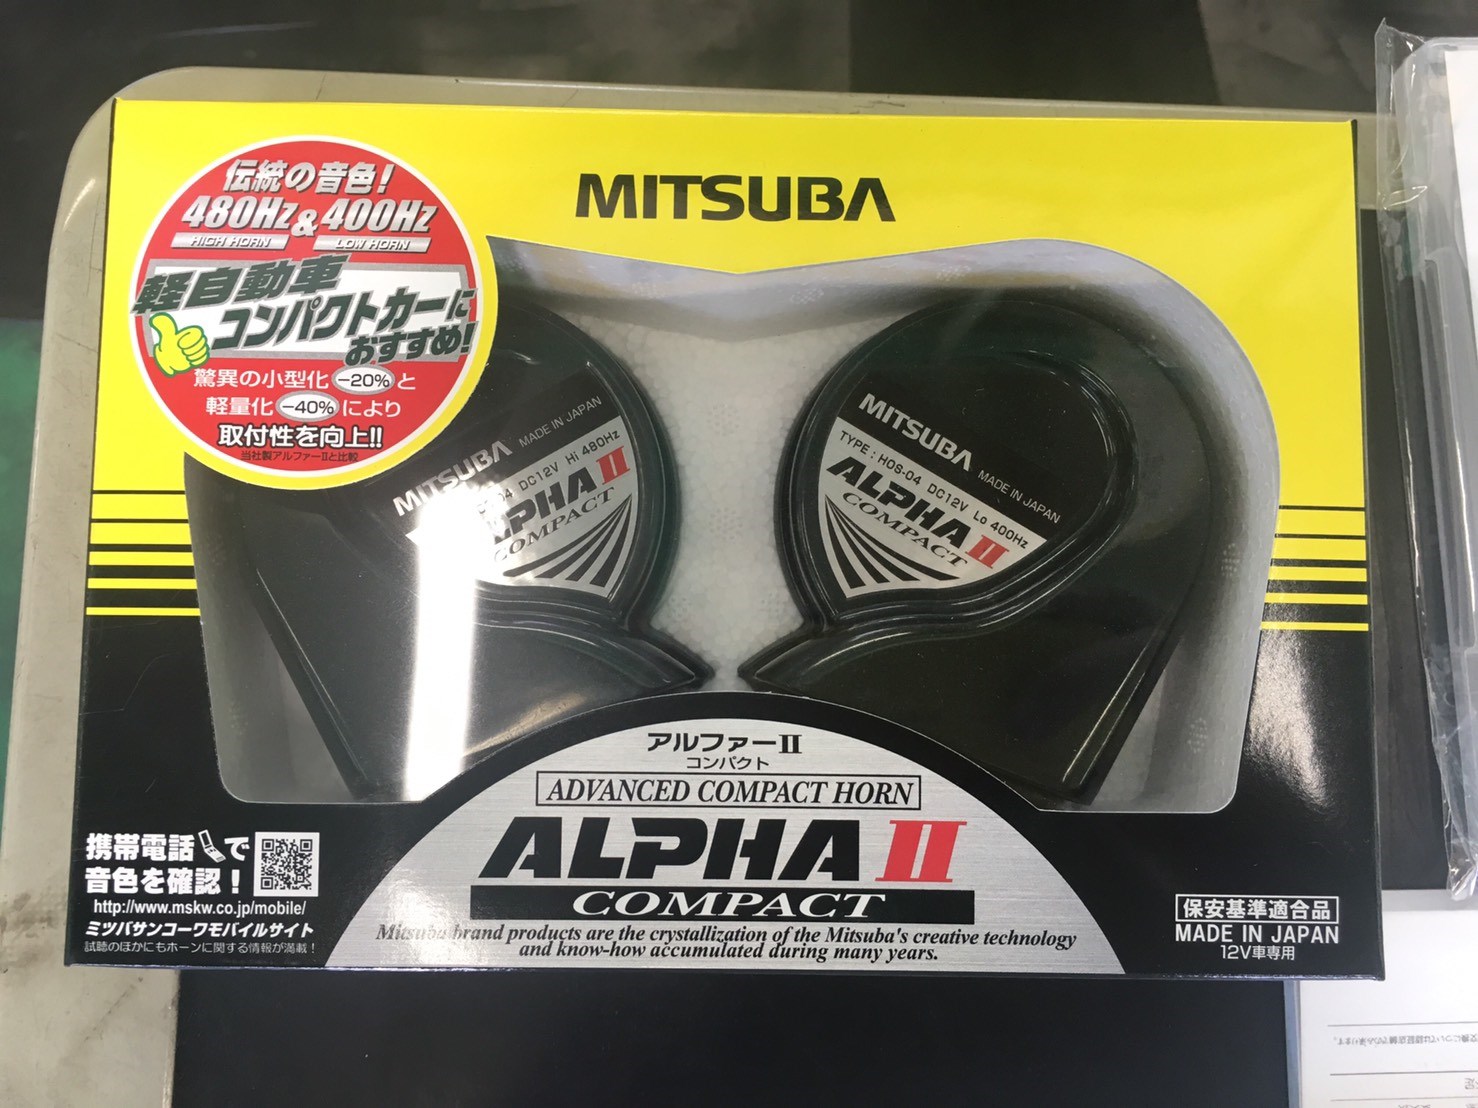 伝統の音色!
480Hz&400Hz
HIGH HORN LOW HORN
軽自動車
コンパクトカーに
おすすめ!
驚異の小型化 -20% と
軽量化 -40% により
取付性を向上!!
当社製アルファーIIと比較
MITSUBA
MITSUBA MADE IN JAPAN
04 DC12V Hi 480Hz
ALPHA II
COMPACT
MITSUBA MADE IN JAPAN
TYPE : HOS-04 DC12V Lo 400Hz
ALPHA II
COMPACT
アルファーII
コンパクト
ADVANCED COMPACT HORN
ALPHA II
COMPACT
Mitsuba brand products are the crystallization of the Mitsuba's creative technology
and know-how accumulated during many years.
携帯電話で
音色を確認!
http://www.mskw.co.jp/mobile/
ミツバサンコーワモバイルサイト
試聴のほかにもホーンに関する情報が満載!
保安基準適合品
MADE IN JAPAN
12V車専用